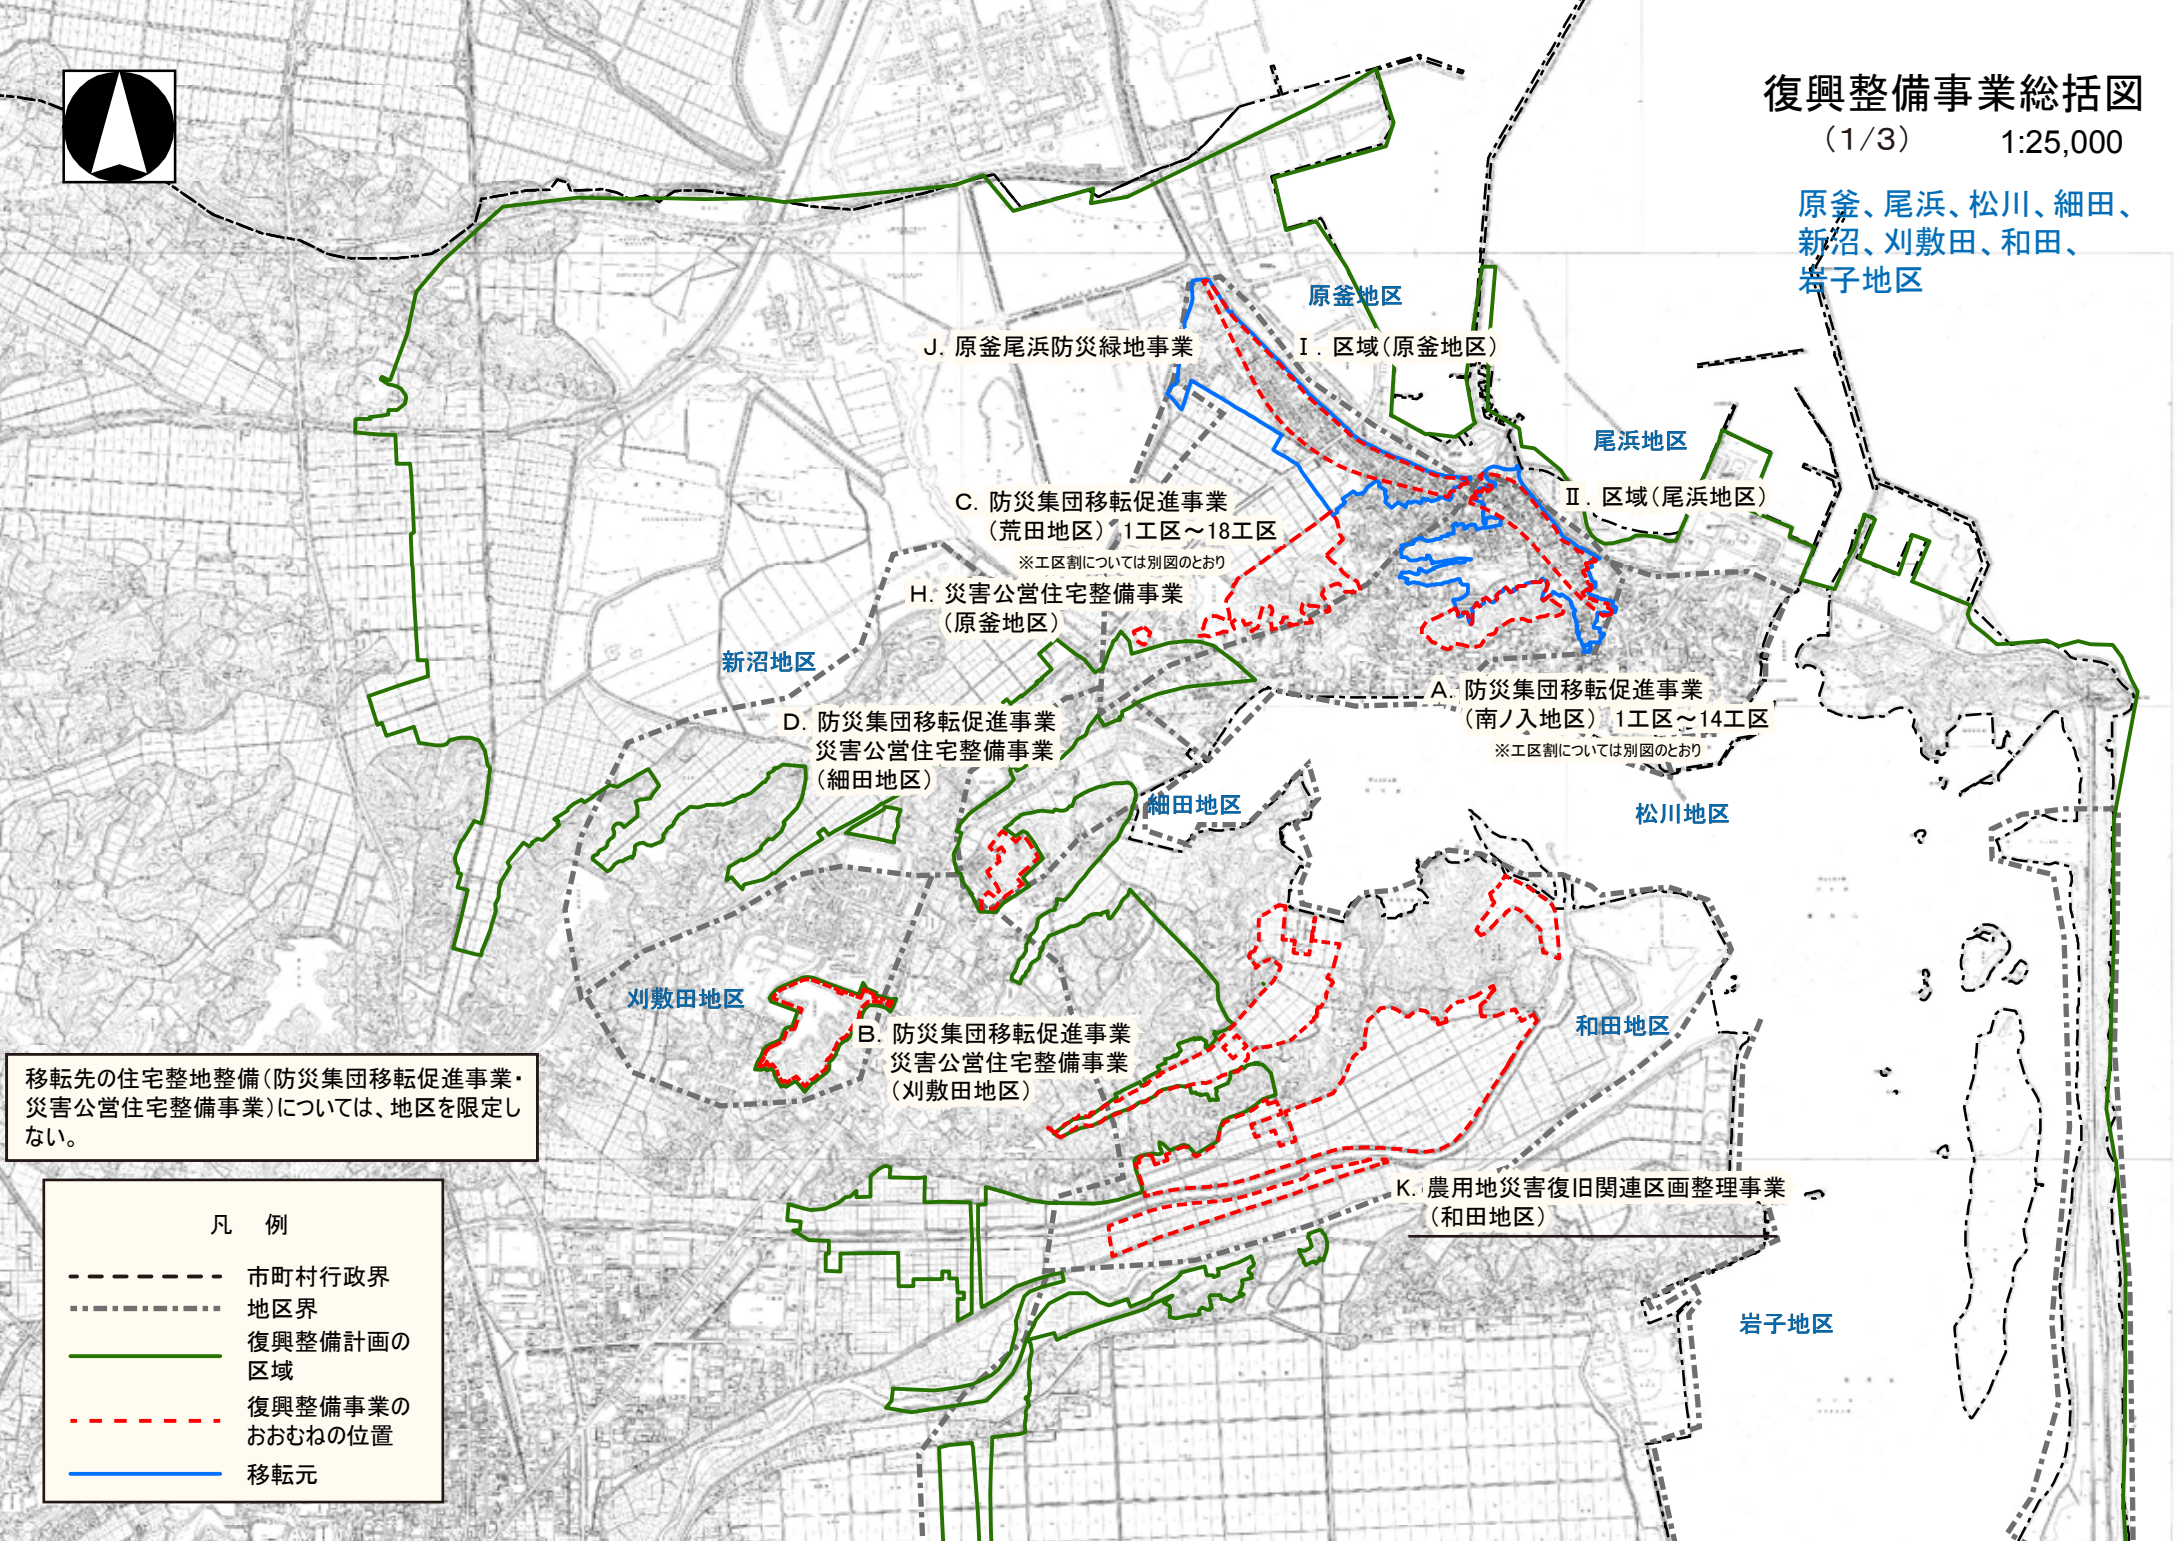 復興整備事業総括図
（1/3） 1:25,000
原釜、尾浜、松川、細田、
新沼、刈敷田、和田、
岩子地区
原釜地区
J. 原釜尾浜防災緑地事業
Ⅰ. 区域(原釜地区)
尾浜地区
Ⅱ. 区域(尾浜地区)
C. 防災集団移転促進事業
(荒田地区) 1工区～18工区
※工区割については別図のとおり
H. 災害公営住宅整備事業
(原釜地区)
新沼地区
A. 防災集団移転促進事業
(南ノ入地区) 1工区～14工区
※工区割については別図のとおり
D. 防災集団移転促進事業
災害公営住宅整備事業
(細田地区)
細田地区
松川地区
刈敷田地区
和田地区
B. 防災集団移転促進事業
災害公営住宅整備事業
(刈敷田地区)
移転先の住宅整地整備(防災集団移転促進事業・
災害公営住宅整備事業)については、地区を限定し
ない。
K. 農用地災害復旧関連区画整理事業
(和田地区)
岩子地区
凡 例
市町村行政界
地区界
復興整備計画の
区域
復興整備事業の
おおむねの位置
移転元